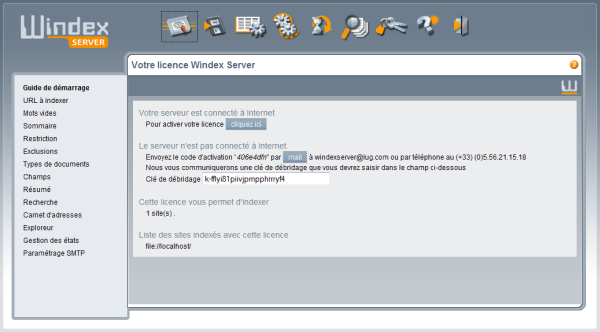 Windex
SERVER
Votre licence Windex Server
?
Guide de démarrage
URL à indexer
Mots vides
Sommaire
Restriction
Exclusions
Types de documents
Champs
Résumé
Recherche
Carnet d'adresses
Exploreur
Gestion des états
Paramétrage SMTP
Votre serveur est connecté à Internet
Pour activer votre licence cliquez ici
Le serveur n'est pas connecté à Internet
Envoyez le code d'activation "406e4dfn" par mail à windexserver@lug.com ou par téléphone au (+33) (0)5.56.21.15.18
Nous vous communiquerons une clé de débridage que vous devrez saisir dans le champ ci-dessous
Clé de débridage k-fflyi81piivjpmpphrrryf4
Cette licence vous permet d'indexer
1 site(s) .
Liste des sites indexés avec cette licence
file://localhost/